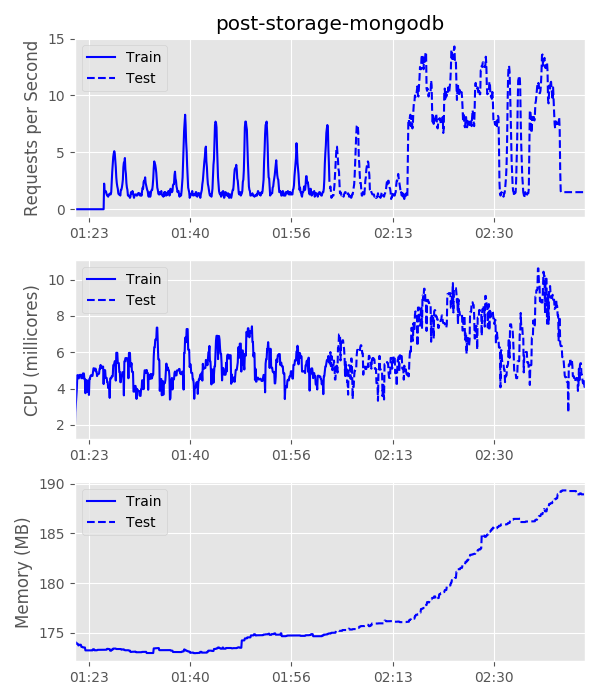 post-storage-mongodb
Requests per Second
15
10
5
0
Train
Test
01:23 01:40 01:56 02:13 02:30
CPU (millicores)
10
8
6
4
2
Train
Test
01:23 01:40 01:56 02:13 02:30
Memory (MB)
190
185
180
175
Train
Test
01:23 01:40 01:56 02:13 02:30